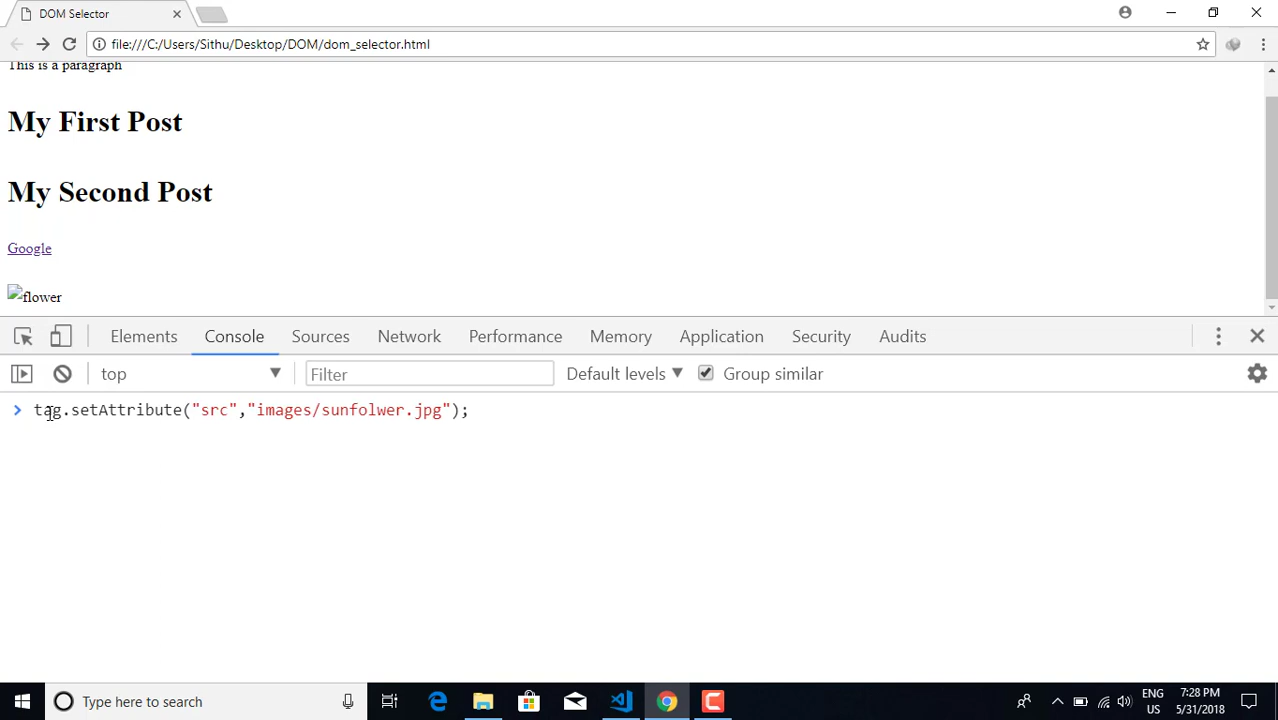 DOM Selector
file:///C:/Users/Sithu/Desktop/DOM/dom_selector.html
This is a paragraph
My First Post
My Second Post
Google
flower
Elements Console Sources Network Performance Memory Application Security Audits
top Filter Default levels Group similar
tag.setAttribute("src","images/sunfolwer.jpg");
Type here to search
ENG 7:28 PM
US 5/31/2018